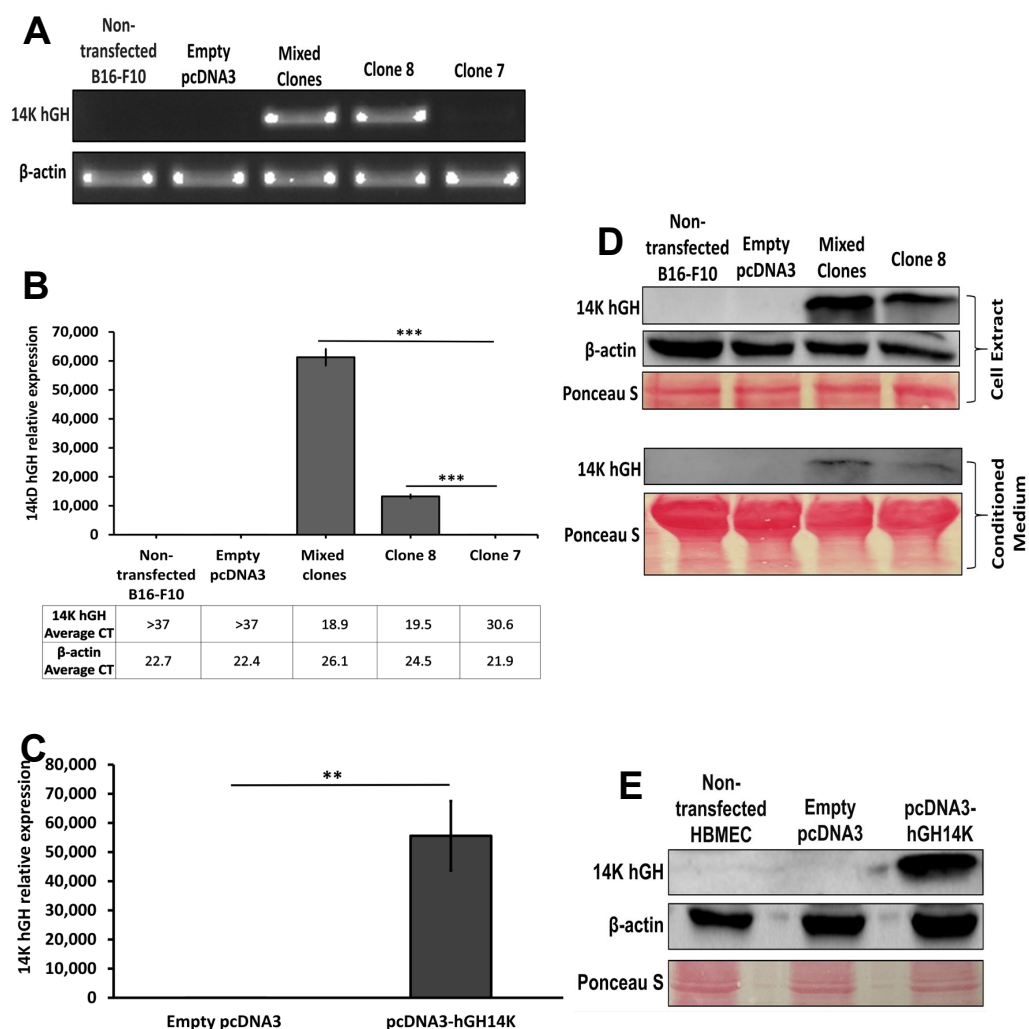 A
Non-
transfected
B16-F10
Empty
pcDNA3
Mixed
Clones
Clone 8
Clone 7
14K hGH
β-actin
B
14kD hGH relative expression
70,000
60,000
50,000
40,000
30,000
20,000
10,000
0
***
***
Non-
transfected
B16-F10
Empty
pcDNA3
Mixed
clones
Clone 8
Clone 7
14K hGH
Average CT
>37
>37
18.9
19.5
30.6
β-actin
Average CT
22.7
22.4
26.1
24.5
21.9
C
14K hGH relative expression
80,000
70,000
60,000
50,000
40,000
30,000
20,000
10,000
0
**
Empty pcDNA3
pcDNA3-hGH14K
D
Non-
transfected
B16-F10
Empty
pcDNA3
Mixed
Clones
Clone 8
14K hGH
β-actin
Ponceau S
Cell Extract
14K hGH
Ponceau S
Conditioned
Medium
E
Non-
transfected
HBMEC
Empty
pcDNA3
pcDNA3-
hGH14K
14K hGH
β-actin
Ponceau S